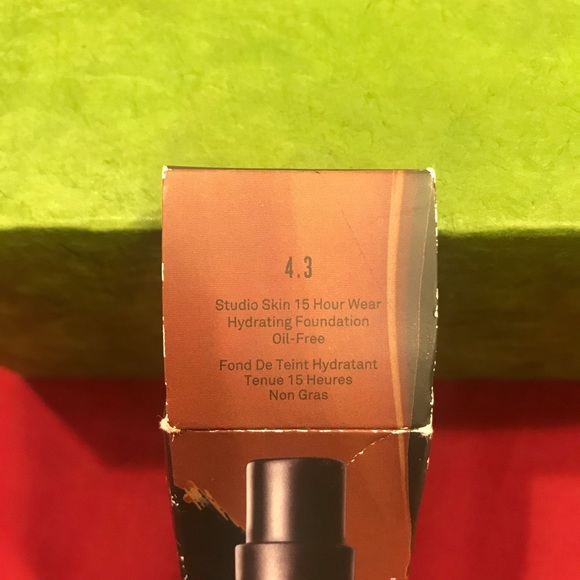 4.3
Studio Skin 15 Hour Wear
Hydrating Foundation
Oil-Free
Fond De Teint Hydratant
Tenue 15 Heures
Non Gras